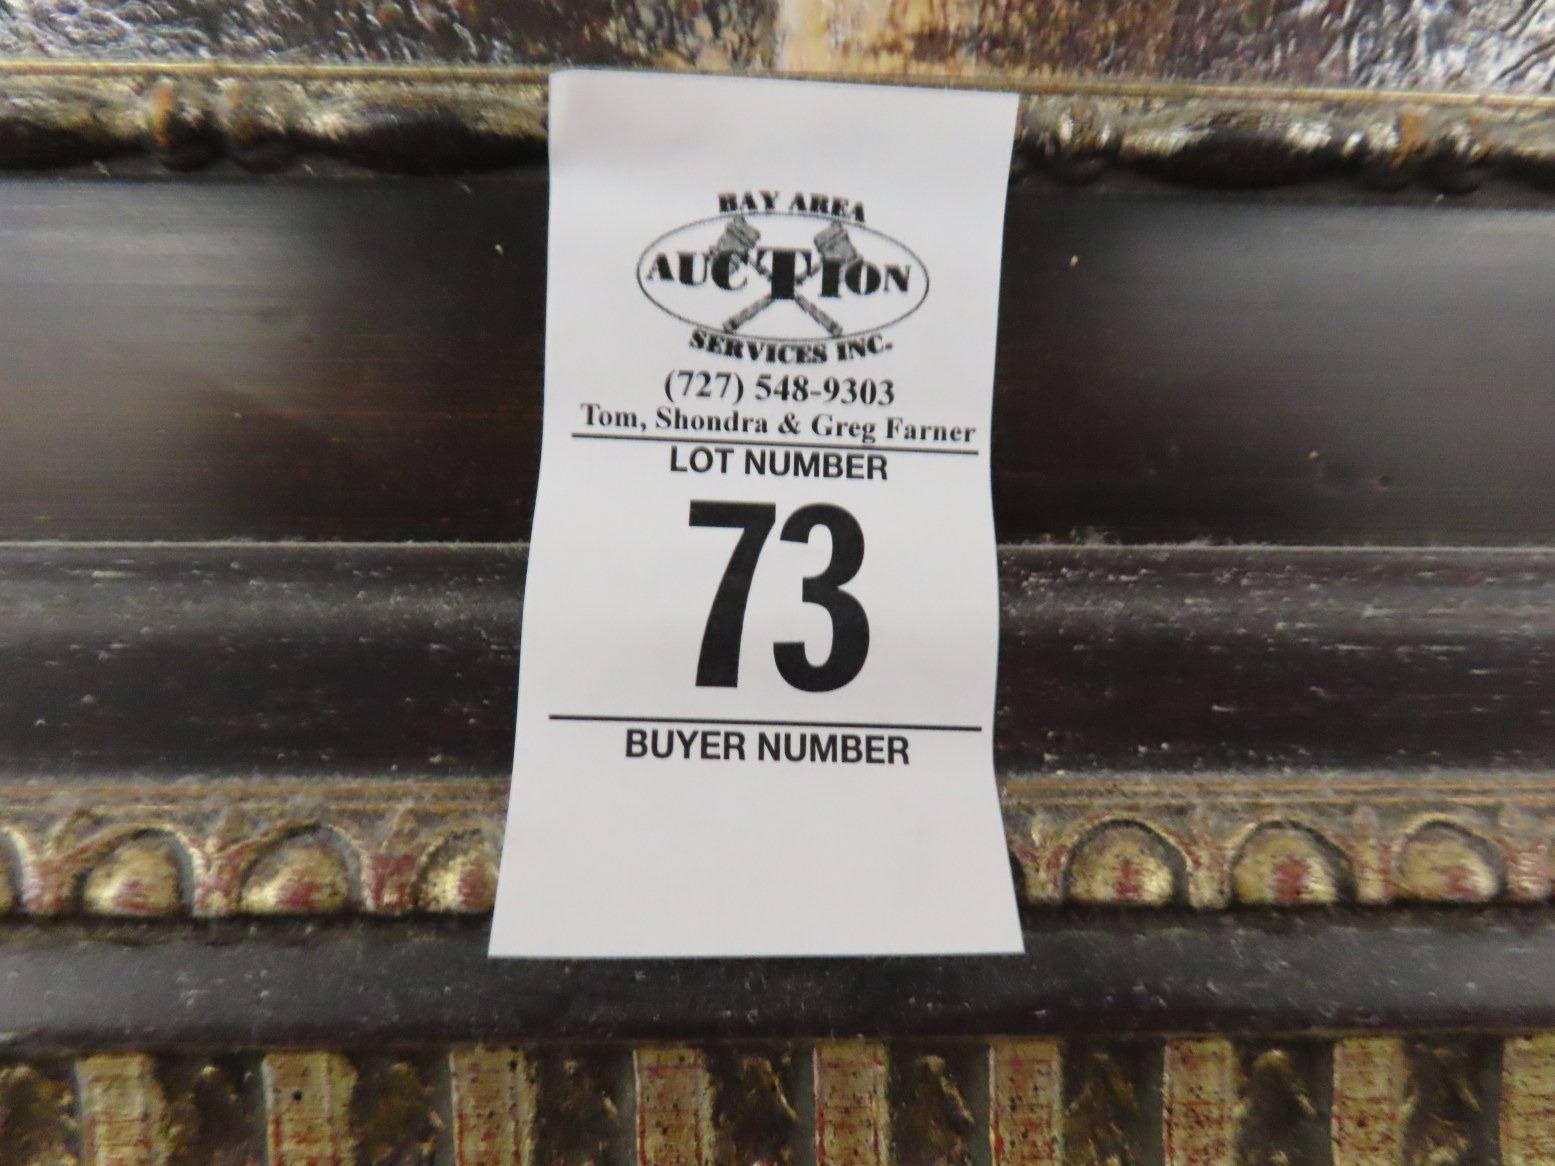 BAY AREA
AUCTION
SERVICES INC.
(727) 548-9303
Tom, Shondra & Greg Farner
LOT NUMBER
73
BUYER NUMBER